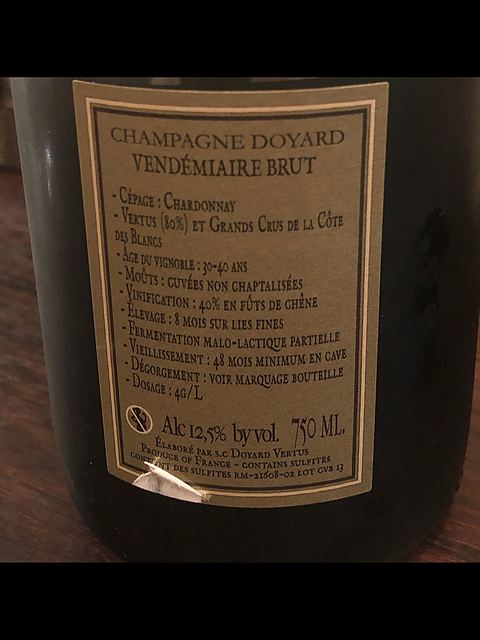 CHAMPAGNE DOYARD
VENDÉMIAIRE BRUT
- CÉPAGE : CHARDONNAY
- VERTUS (80%) ET GRANDS CRUS DE LA CÔTE
DES BLANCS
- ÂGE DU VIGNOBLE : 30-40 ANS
- MOÛTS : CUVÉES NON CHAPTALISÉES
- VINIFICATION : 40% EN FÛTS DE CHÊNE
- ÉLEVAGE : 8 MOIS SUR LIES FINES
- FERMENTATION MALO-LACTIQUE PARTIELLE
- VIEILLISSEMENT : 48 MOIS MINIMUM EN CAVE
- DÉGORGEMENT : VOIR MARQUAGE BOUTEILLE
- DOSAGE : 4G/L
Alc 12,5% by vol. 750 ML.
ÉLABORÉ PAR S.C DOYARD VERTUS
PRODUCE OF FRANCE - CONTAINS SULFITES
CONTIENT DES SULFITES RM-21608-02 LOT CVB 13